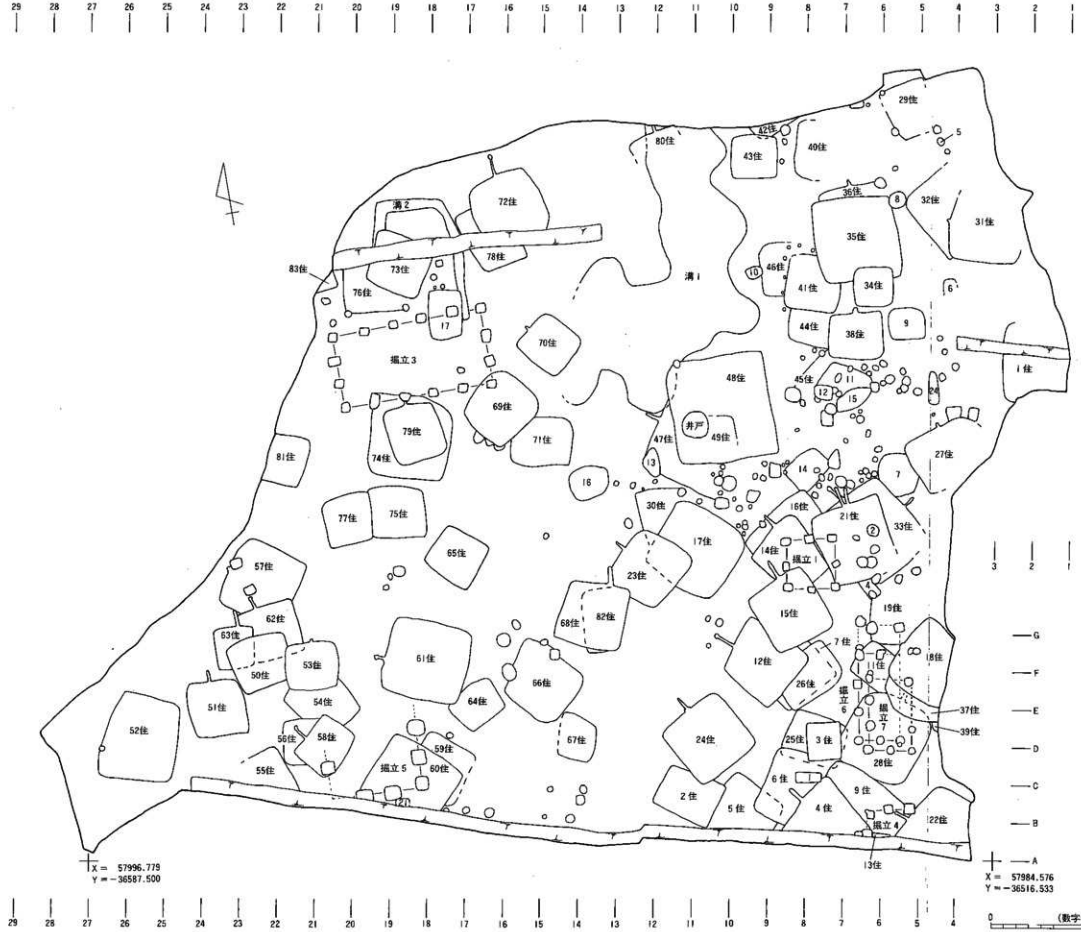 29 28 27 26 25 24 23 22 21 20 19 18 17 16 15 14 13 12 11 10 9 8 7 6 5 4 3 2 1
29住
5
42住
80住
43住
40住
36住
8
32住
31住
72住
溝2
35住
78住
83住
73住
溝1
10
46住
76住
41住
34住
6
17
9
44住
38住
掘立3
70住
45住
11
48住
1住
12
15
24
69住
井戸
49住
79住
71住
47住
27住
74住
81住
13
14
7
16
30住
16住
21住
33住
77住
75住
2
17住
14住
掘立1
65住
3 2 1
23住
57住
4
19住
15住
68住
82住
62住
63住
7住
G
61住
12住
18住
53住
11住
50住
F
66住
26住
掘立6
51住
54住
64住
掘立7
37住
E
52住
24住
39住
56住
58住
67住
25住
3住
D
59住
28住
掘立5
60住
55住
6住
1
C
2住
9住
5住
4住
掘立4
22住
B
13住
A
X = 57996.779
Y = -36587.500
X = 57984.576
Y = -36516.533
29 28 27 26 25 24 23 22 21 20 19 18 17 16 15 14 13 12 11 10 9 8 7 6 5 4
0
(数字